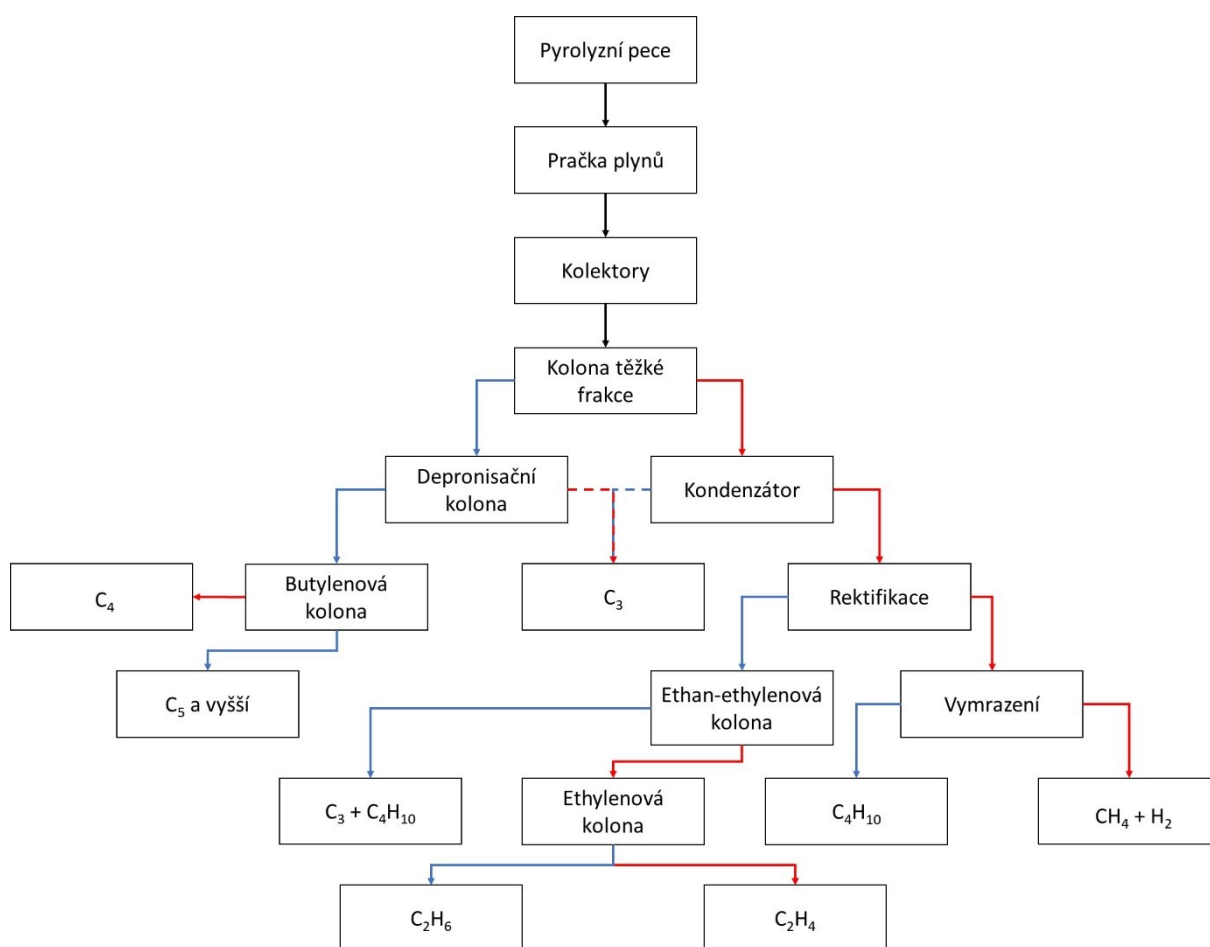 Pyrolyzní pece
Pračka plynů
Kolektory
Kolona těžké
frakce
Depronisační
kolona
Kondenzátor
C₄
Butylenová
kolona
C₃
Rektifikace
C₅ a vyšší
Ethan-ethylenová
kolona
Vymrazení
C₃ + C₄H₁₀
Ethylenová
kolona
C₄H₁₀
CH₄ + H₂
C₂H₆
C₂H₄